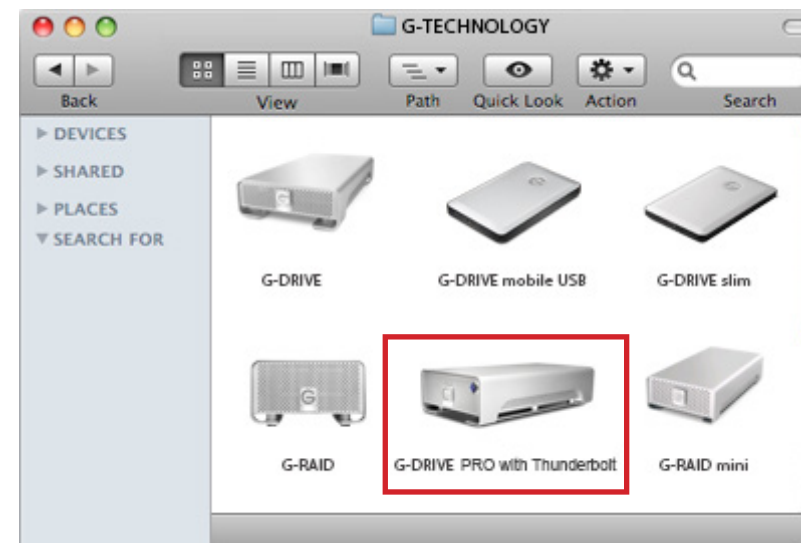 G-TECHNOLOGY
Back View Path Quick Look Action Search
DEVICES
SHARED
PLACES
SEARCH FOR
G-DRIVE G-DRIVE mobile USB G-DRIVE slim
G
G-RAID G-DRIVE PRO with Thunderbolt G-RAID mini